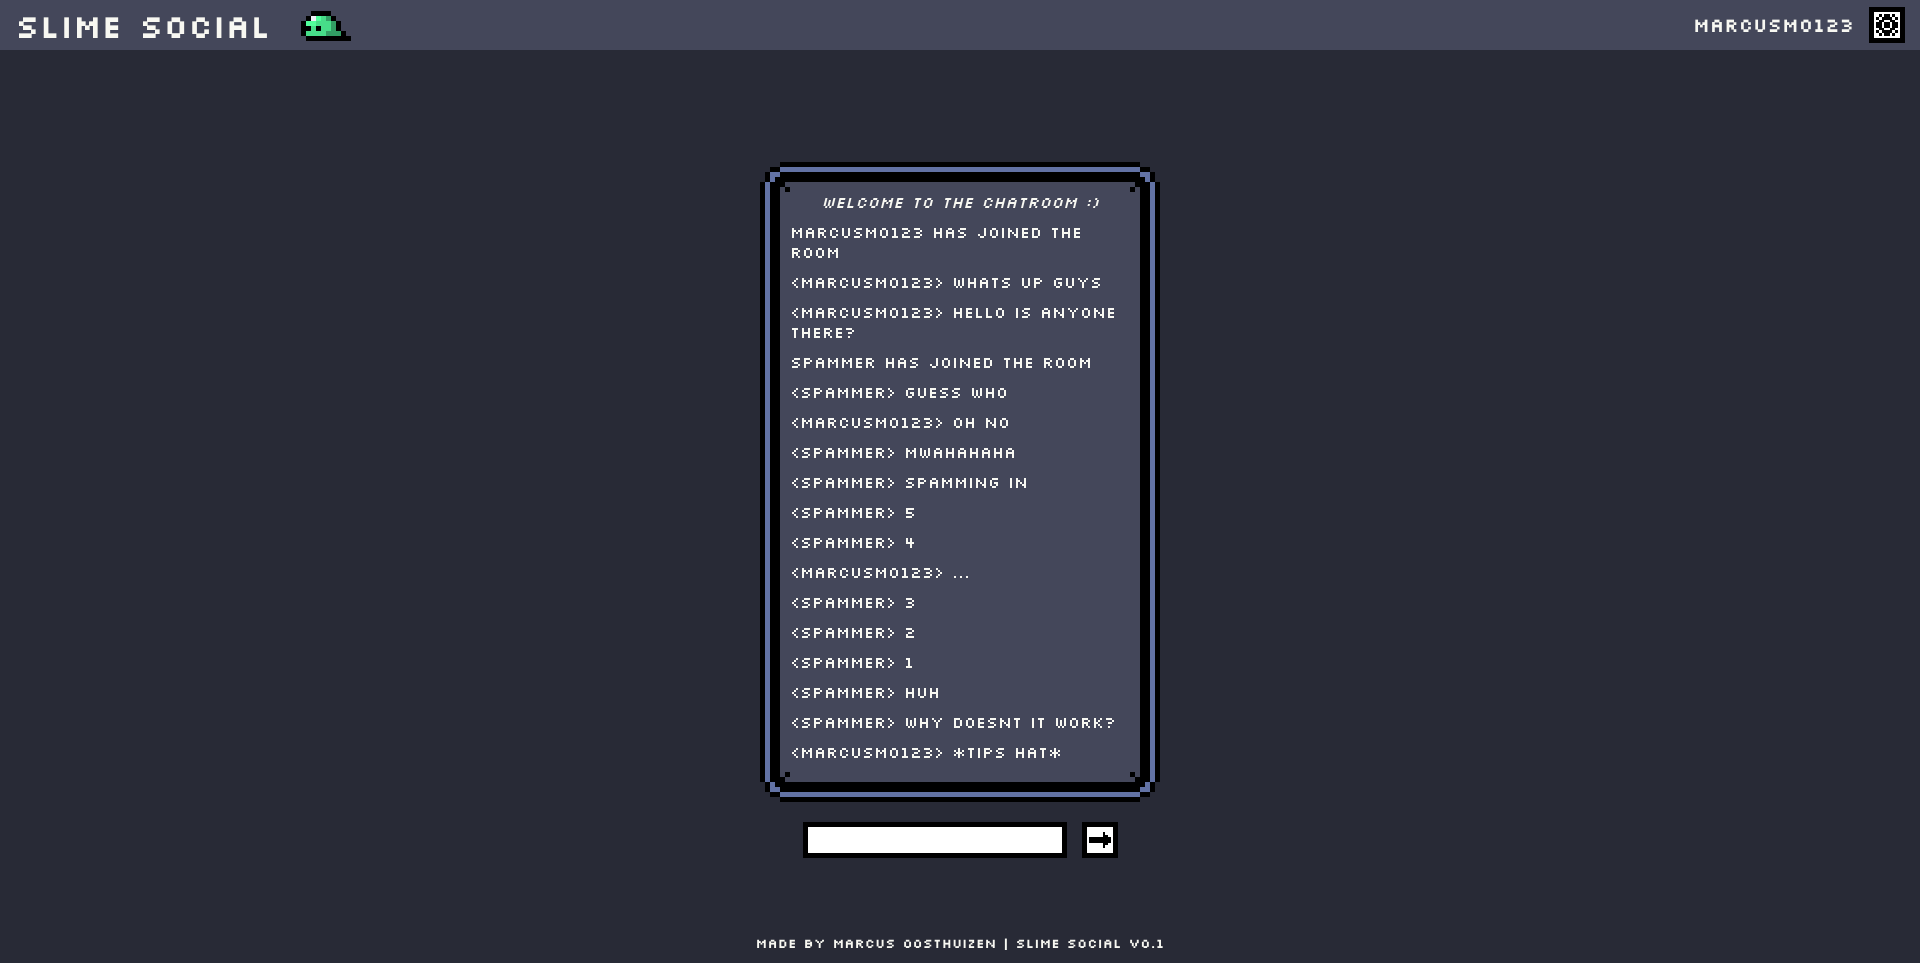 SLIME SOCIAL
MARCUSMO123
WELCOME TO THE CHATROOM :)
MARCUSMO123 HAS JOINED THE
ROOM
<MARCUSMO123> WHATS UP GUYS
<MARCUSMO123> HELLO IS ANYONE
THERE?
SPAMMER HAS JOINED THE ROOM
<SPAMMER> GUESS WHO
<MARCUSMO123> OH NO
<SPAMMER> MWAHAHAHA
<SPAMMER> SPAMMING IN
<SPAMMER> 5
<SPAMMER> 4
<MARCUSMO123> ...
<SPAMMER> 3
<SPAMMER> 2
<SPAMMER> 1
<SPAMMER> HUH
<SPAMMER> WHY DOESNT IT WORK?
<MARCUSMO123> *TIPS HAT*
MADE BY MARCUS OOSTHUIZEN | SLIME SOCIAL V0.1